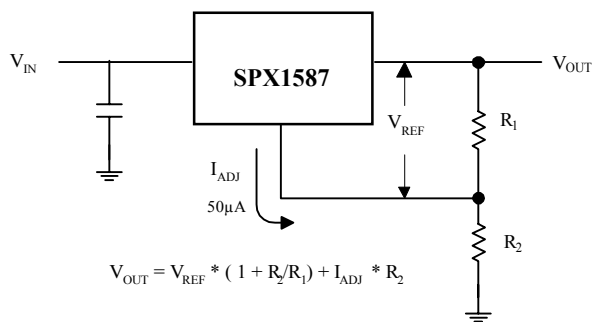 V_IN
SPX1587
V_OUT
V_REF
R_1
I_ADJ
50µA
R_2
V_OUT = V_REF * ( 1 + R_2/R_1) + I_ADJ * R_2